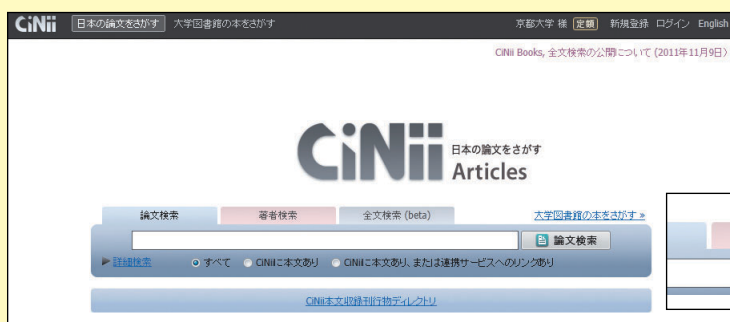 CiNii 日本の論文をさがす 大学図書館の本をさがす 京都大学 様 定額 新規登録 ログイン English
CiNii Books, 全文検索の公開について (2011年11月9日)
CiNii 日本の論文をさがす
Articles
論文検索 著者検索 全文検索 (beta) 大学図書館の本をさがす »
論文検索
詳細検索 すべて CiNiiに本文あり CiNiiに本文あり、または連携サービスへのリンクあり
CiNii本文収録刊行物ディレクトリ